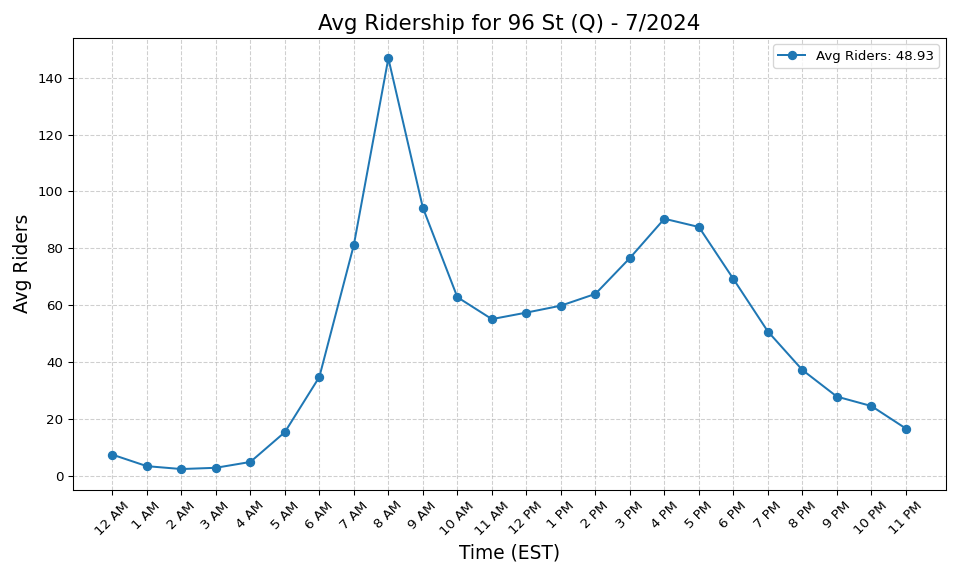 Avg Ridership for 96 St (Q) - 7/2024
Avg Riders: 48.93
Avg Riders
140
120
100
80
60
40
20
0
12 AM
1 AM
2 AM
3 AM
4 AM
5 AM
6 AM
7 AM
8 AM
9 AM
10 AM
11 AM
12 PM
1 PM
2 PM
3 PM
4 PM
5 PM
6 PM
7 PM
8 PM
9 PM
10 PM
11 PM
Time (EST)